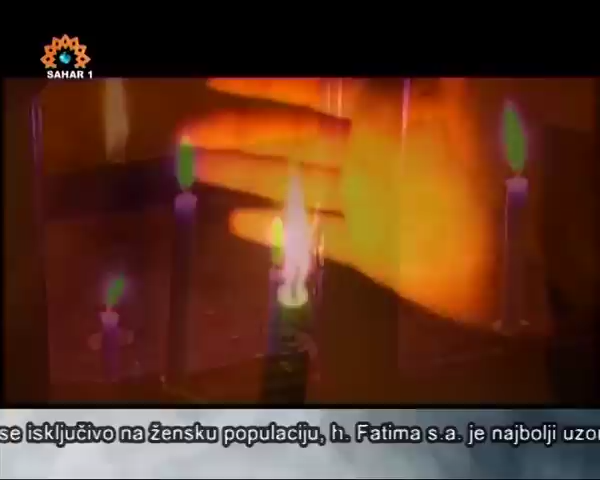 SAHAR 1
se isključivo na žensku populaciju, h. Fatima s.a. je najbolji uzor